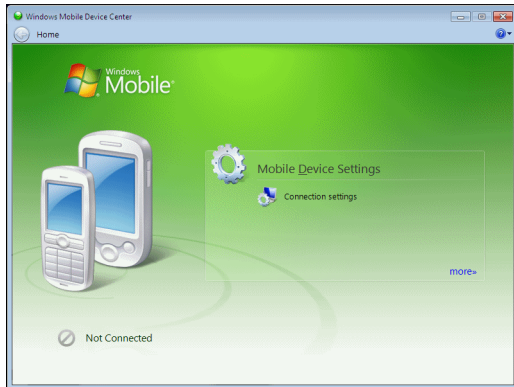 Windows Mobile Device Center
Home
Windows
Mobile®
Mobile Device Settings
Connection settings
more»
Not Connected